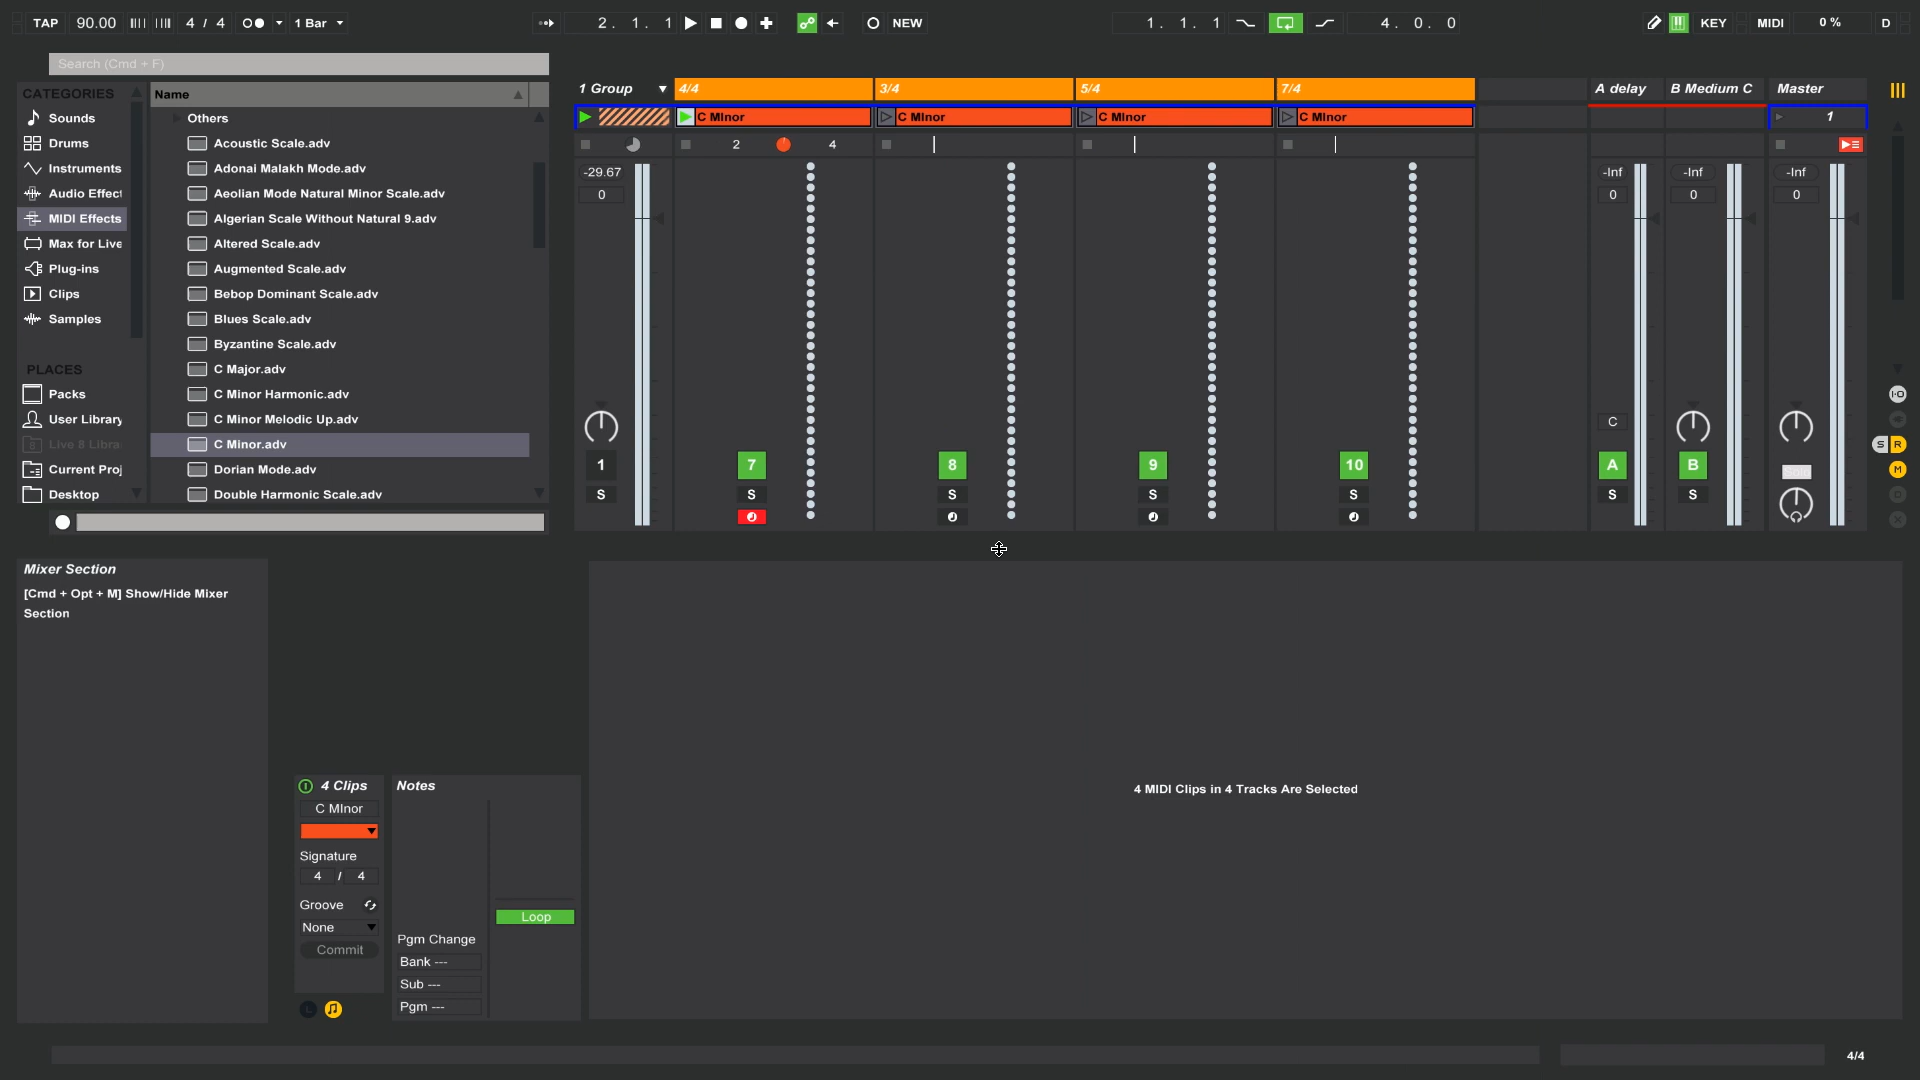 TAP 90.00 4 / 4 1 Bar 2. 1. 1 NEW 1. 1. 1 4. 0. 0 KEY MIDI 0 % D
Search (Cmd + F)
CATEGORIES
Sounds
Drums
Instruments
Audio Effect
MIDI Effects
Max for Live
Plug-ins
Clips
Samples
PLACES
Packs
User Library
Live 8 Libra
Current Proj
Desktop
Name
Others
Acoustic Scale.adv
Adonai Malakh Mode.adv
Aeolian Mode Natural Minor Scale.adv
Algerian Scale Without Natural 9.adv
Altered Scale.adv
Augmented Scale.adv
Bebop Dominant Scale.adv
Blues Scale.adv
Byzantine Scale.adv
C Major.adv
C Minor Harmonic.adv
C Minor Melodic Up.adv
C Minor.adv
Dorian Mode.adv
Double Harmonic Scale.adv
1 Group 4/4 3/4 5/4 7/4 A delay B Medium C Master
C MInor C MInor C MInor C MInor 1
2 4
-29.67 -Inf -Inf -Inf
0 0 0 0
C
1 7 8 9 10 A B
S S S S S S S
I-O
S R
M
D
X
Mixer Section
[Cmd + Opt + M] Show/Hide Mixer
Section
4 Clips
C MInor
Signature
4 / 4
Groove
None
Commit
Notes
Pgm Change
Bank ---
Sub ---
Pgm ---
Loop
4 MIDI Clips in 4 Tracks Are Selected
4/4